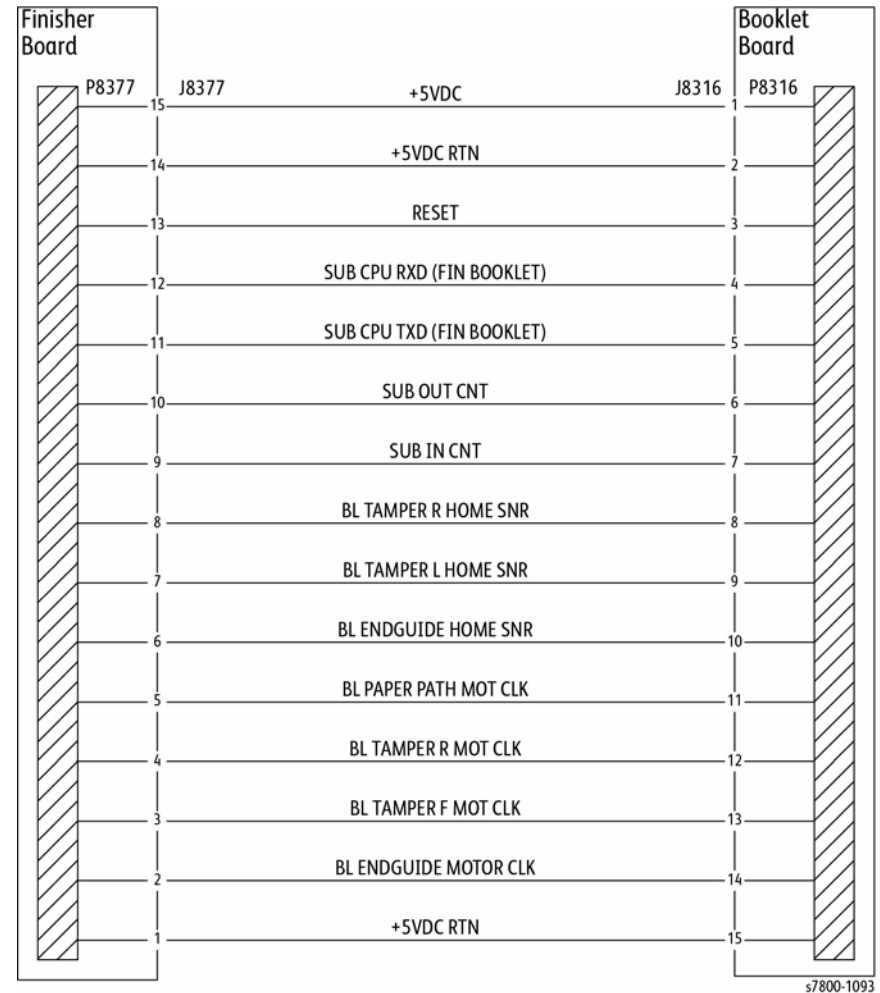 Finisher Board
Booklet Board
P8377 J8377 +5VDC J8316 P8316
15 1
+5VDC RTN
14 2
RESET
13 3
SUB CPU RXD (FIN BOOKLET)
12 4
SUB CPU TXD (FIN BOOKLET)
11 5
SUB OUT CNT
10 6
SUB IN CNT
9 7
BL TAMPER R HOME SNR
8 8
BL TAMPER L HOME SNR
7 9
BL ENDGUIDE HOME SNR
6 10
BL PAPER PATH MOT CLK
5 11
BL TAMPER R MOT CLK
4 12
BL TAMPER F MOT CLK
3 13
BL ENDGUIDE MOTOR CLK
2 14
+5VDC RTN
1 15
s7800-1093